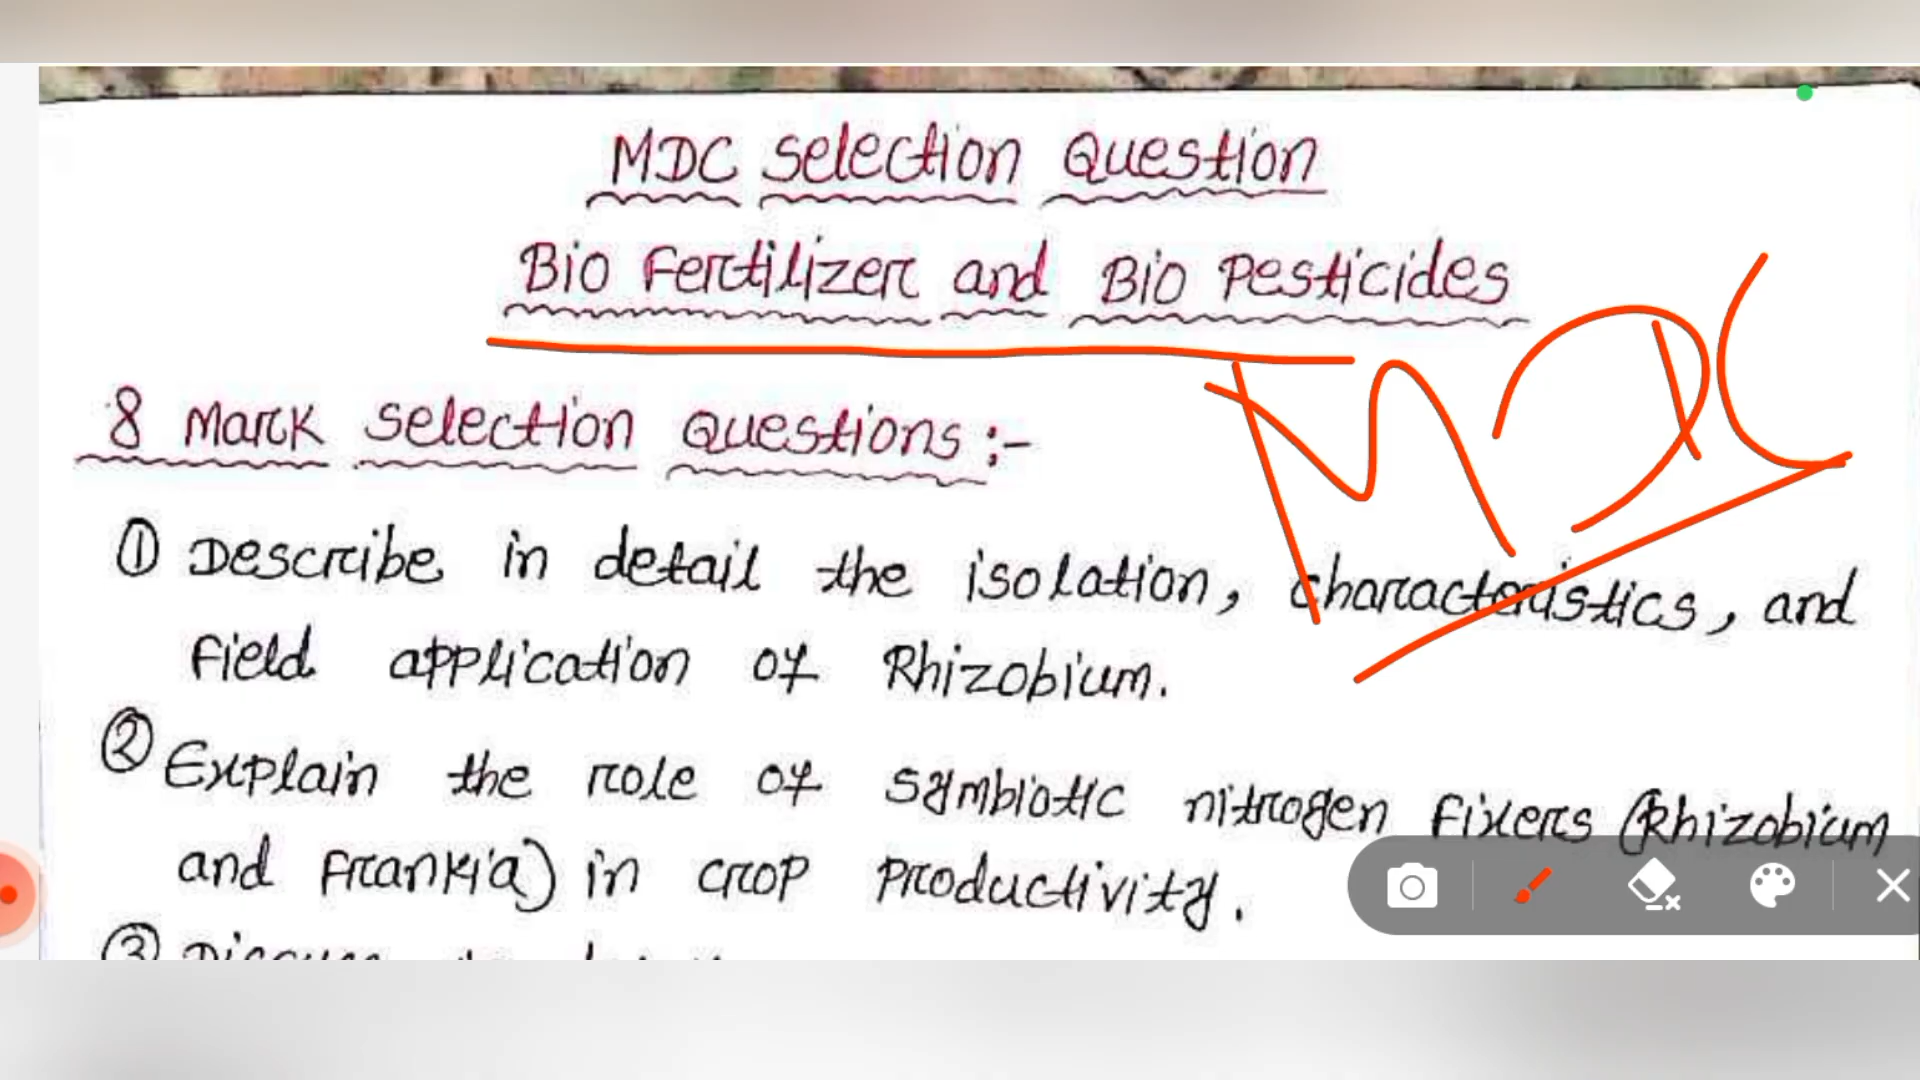 MDC Selection Question
Bio Fertilizer and Bio Pesticides
MDC
8 Mark Selection Questions :-
① Describe in detail the isolation, characteristics, and
Field application of Rhizobium.
② Explain the role of symbiotic nitrogen fixers (Rhizobium
and Frankia) in crop productivity.
③ Discuss